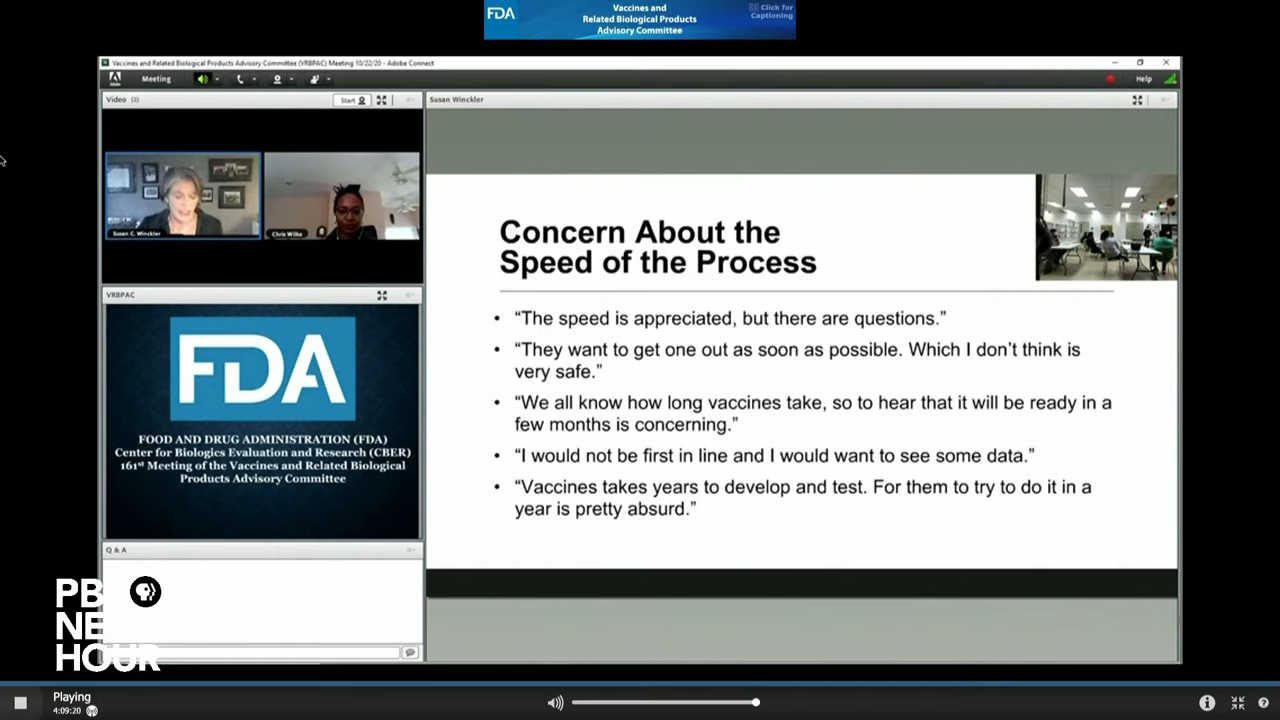 FDA
Vaccines and
Related Biological Products
Advisory Committee
CC Click for
Captioning
Vaccines and Related Biological Products Advisory Committee (VRBPAC) Meeting 10/22/20 - Adobe Connect
Meeting
Help
Video (2)
Start
Susan Winckler
Susan C. Winckler
Chris Wilks
VRBPAC
FDA
FOOD AND DRUG ADMINISTRATION (FDA)
Center for Biologics Evaluation and Research (CBER)
161st Meeting of the Vaccines and Related Biological
Products Advisory Committee
Q & A
Concern About the
Speed of the Process
• “The speed is appreciated, but there are questions.”
• “They want to get one out as soon as possible. Which I don’t think is
very safe.”
• “We all know how long vaccines take, so to hear that it will be ready in a
few months is concerning.”
• “I would not be first in line and I would want to see some data.”
• “Vaccines takes years to develop and test. For them to try to do it in a
year is pretty absurd.”
PB
NE
HOUR
Playing
4:09:20